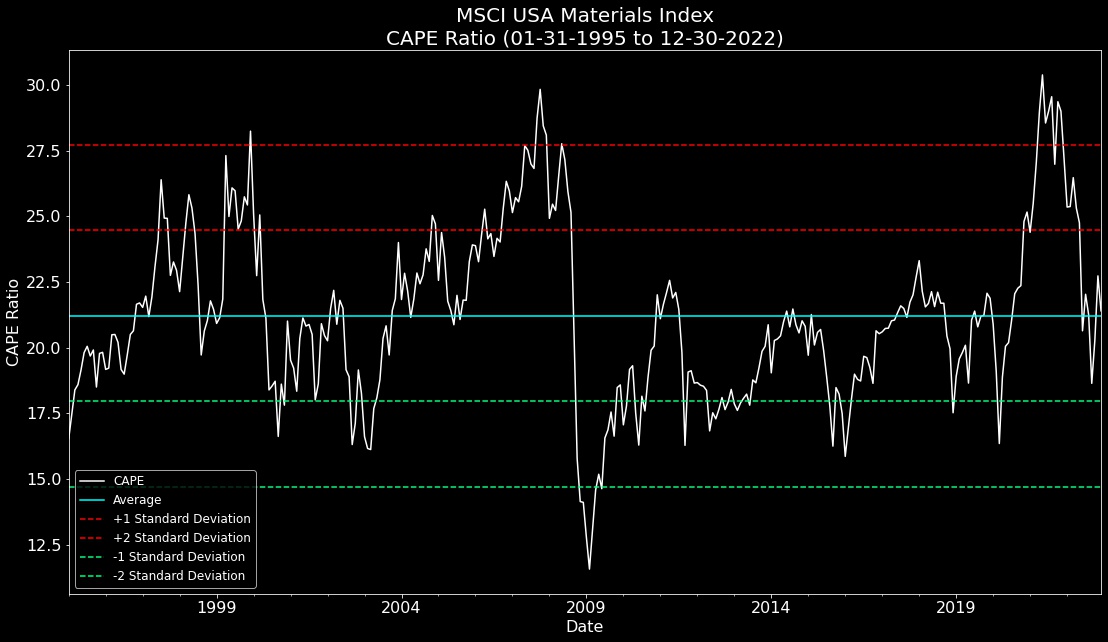 MSCI USA Materials Index
CAPE Ratio (01-31-1995 to 12-30-2022)
CAPE Ratio
30.0
27.5
25.0
22.5
20.0
17.5
15.0
12.5
CAPE
Average
+1 Standard Deviation
+2 Standard Deviation
-1 Standard Deviation
-2 Standard Deviation
1999
2004
2009
2014
2019
Date